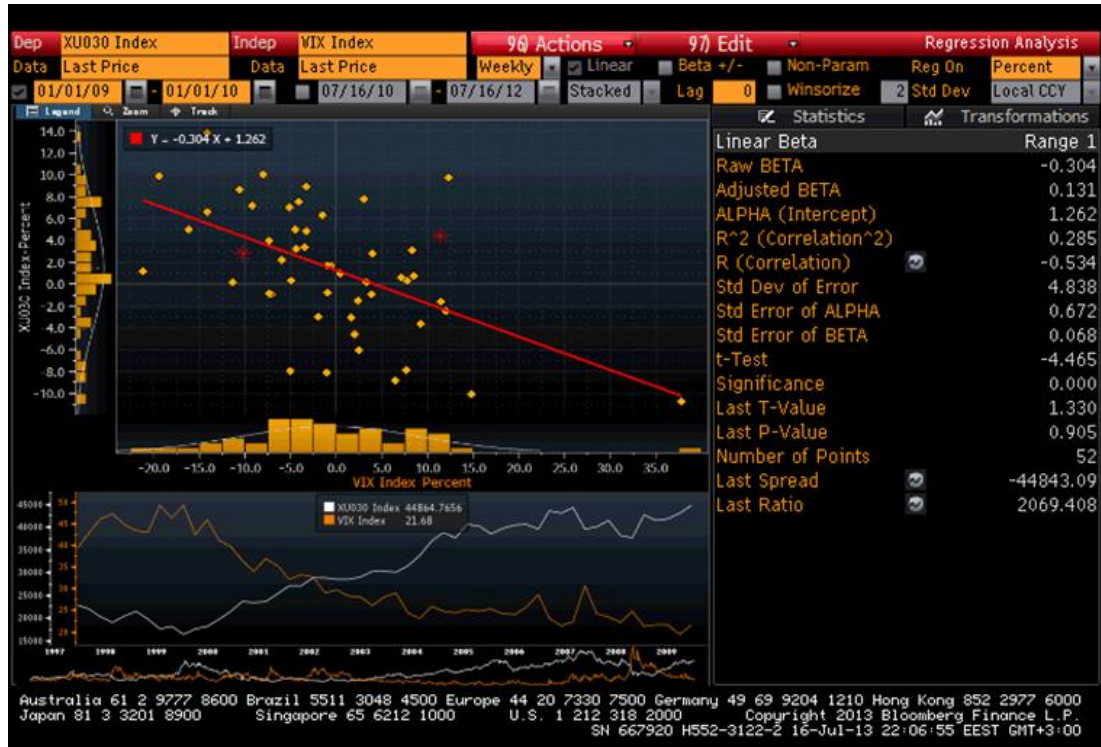 Dep XU030 Index Indep VIX Index 96) Actions 97) Edit Regression Analysis
Data Last Price Data Last Price Weekly Linear Beta +/- Non-Param Reg On Percent
01/01/09 - 01/01/10 07/16/10 - 07/16/12 Stacked Lag 0 Winsorize 2 Std Dev Local CCY
Legend Zoom Track Statistics Transformations
Y = -0.304 X + 1.262
14.0
12.0
10.0
8.0
6.0
4.0
2.0
0.0
-2.0
-4.0
-6.0
-8.0
-10.0
XU030 Index-Percent
-20.0 -15.0 -10.0 -5.0 0.0 5.0 10.0 15.0 20.0 25.0 30.0 35.0
VIX Index Percent
Linear Beta Range 1
Raw BETA -0.304
Adjusted BETA 0.131
ALPHA (Intercept) 1.262
R^2 (Correlation^2) 0.285
R (Correlation) -0.534
Std Dev of Error 4.838
Std Error of ALPHA 0.672
Std Error of BETA 0.068
t-Test -4.465
Significance 0.000
Last T-Value 1.330
Last P-Value 0.905
Number of Points 52
Last Spread -44843.09
Last Ratio 2069.408
XU030 Index 44864.7656
VIX Index 21.68
45000 50
40000 45
35000
30000
25000 25
20000
15000 20
1997 1998 1999 2000 2001 2002 2003 2004 2005 2006 2007 2008 2009
Australia 61 2 9777 8600 Brazil 5511 3048 4500 Europe 44 20 7330 7500 Germany 49 69 9204 1210 Hong Kong 852 2977 6000
Japan 81 3 3201 8900 Singapore 65 6212 1000 U.S. 1 212 318 2000 Copyright 2013 Bloomberg Finance L.P.
SN 667920 H552-3122-2 16-Jul-13 22:06:55 EEST GMT+3:00